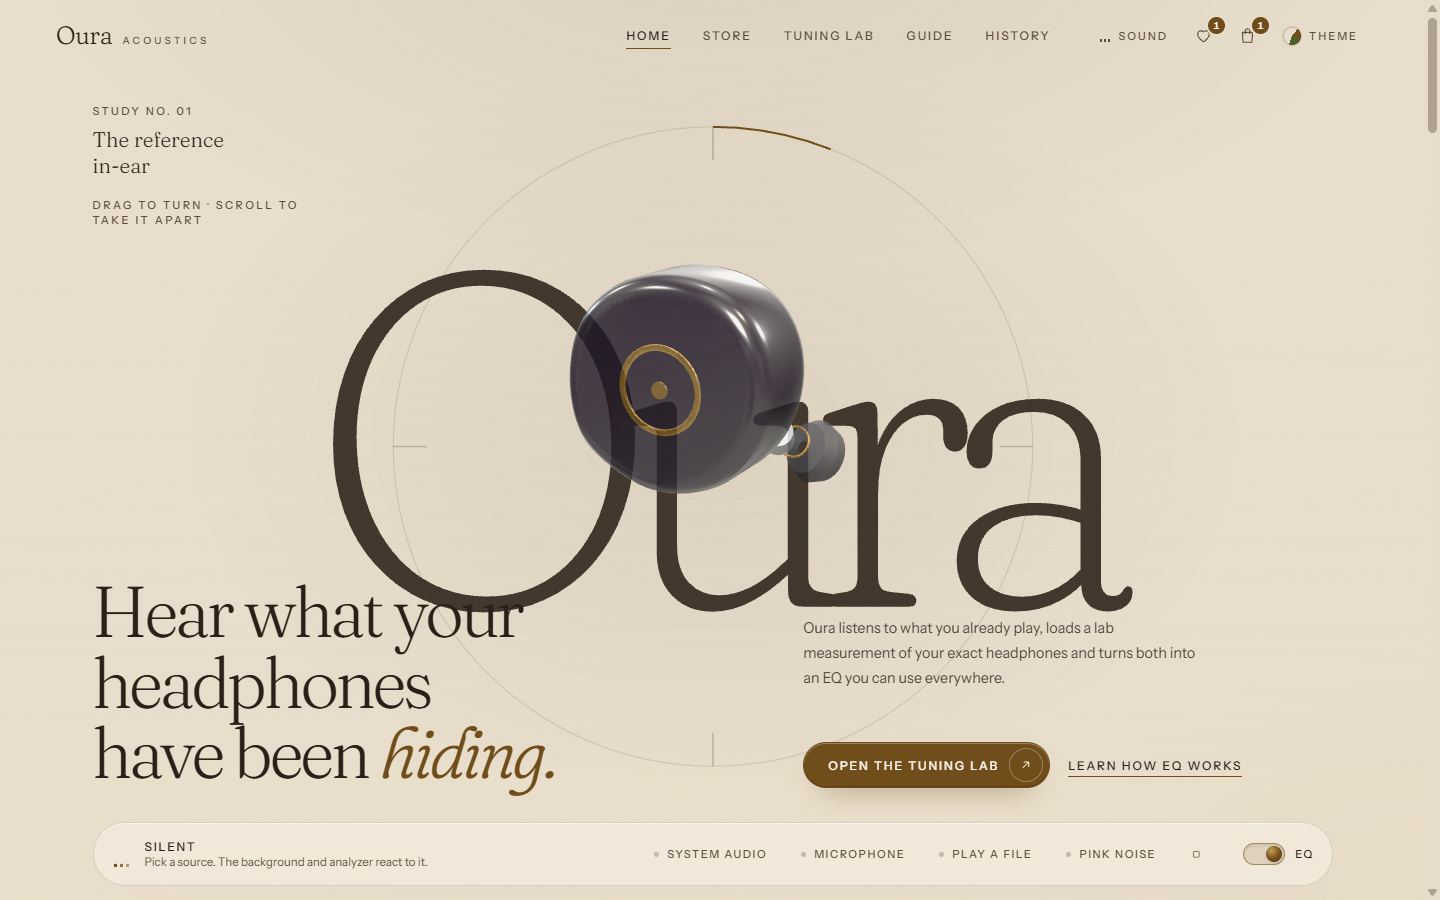 Oura ACOUSTICS
HOME STORE TUNING LAB GUIDE HISTORY SOUND 1 1 THEME
STUDY NO. 01
The reference
in-ear
DRAG TO TURN · SCROLL TO
TAKE IT APART
Oura
Hear what your
headphones
have been hiding.
Oura listens to what you already play, loads a lab
measurement of your exact headphones and turns both into
an EQ you can use everywhere.
OPEN THE TUNING LAB LEARN HOW EQ WORKS
SILENT
Pick a source. The background and analyzer react to it.
SYSTEM AUDIO MICROPHONE PLAY A FILE PINK NOISE EQ